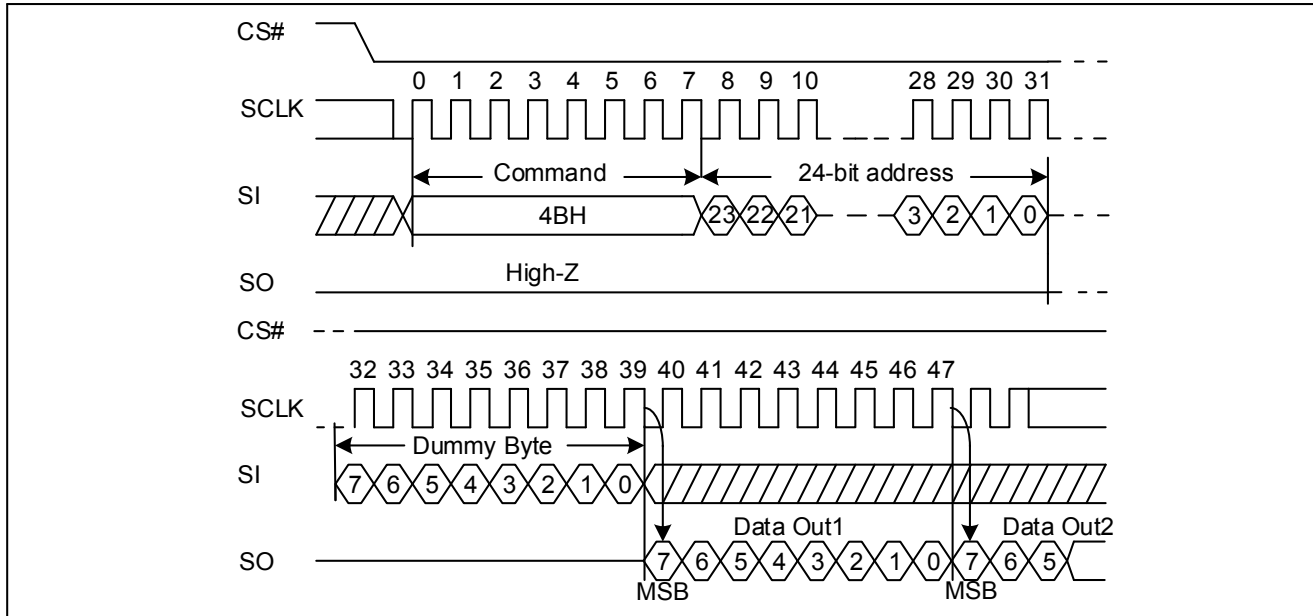 CS#
0 1 2 3 4 5 6 7 8 9 10 28 29 30 31
SCLK
Command 24-bit address
SI
4BH 23 22 21 3 2 1 0
High-Z
SO
CS#
32 33 34 35 36 37 38 39 40 41 42 43 44 45 46 47
SCLK
Dummy Byte
SI
7 6 5 4 3 2 1 0
Data Out1 Data Out2
SO
7 6 5 4 3 2 1 0 7 6 5
MSB MSB